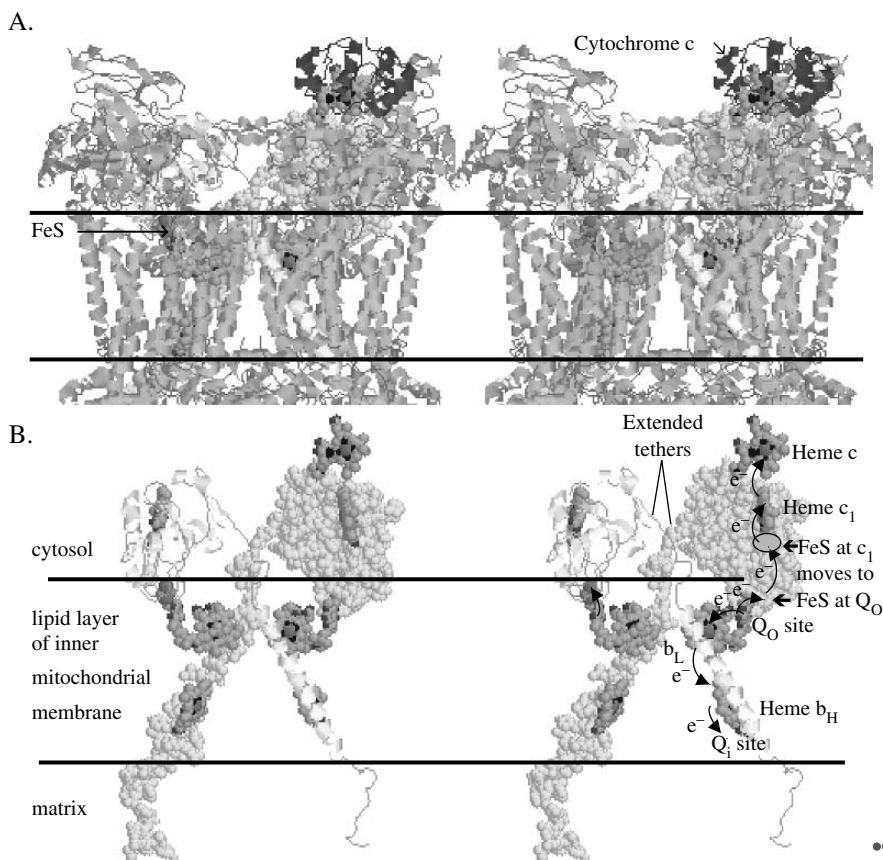 A.
Cytochrome c
FeS
B.
Extended
tethers
Heme c
e−
Heme c1
e−
cytosol
FeS at c1
moves to
e−
FeS at QO
e−
e−
lipid layer
of inner
QO site
bL
mitochondrial
e−
membrane
Heme bH
e−
Qi site
matrix